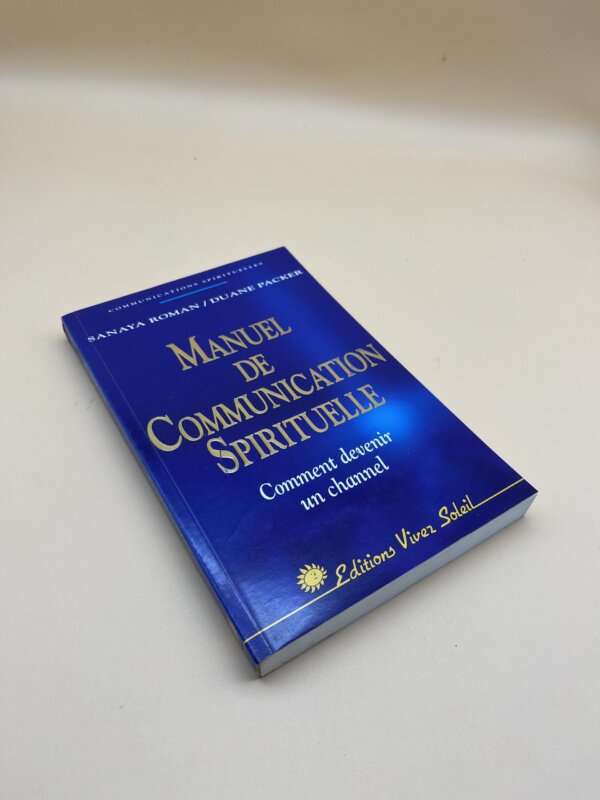 COMMUNICATIONS SPIRITUELLES
SANAYA ROMAN / DUANE PACKER
MANUEL
DE
COMMUNICATION
SPIRITUELLE
Comment devenir
un channel
Editions Vivez Soleil